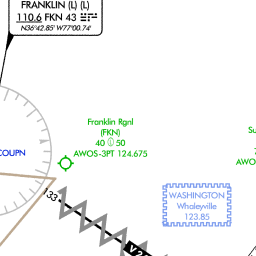 FRANKLIN (L) (L)
110.6 FKN 43
N36°42.85' W77°00.74'
Franklin Rgnl
(FKN)
40 50
AWOS-3PT 124.675
COUPN
133
WASHINGTON
Whaleyville
123.85